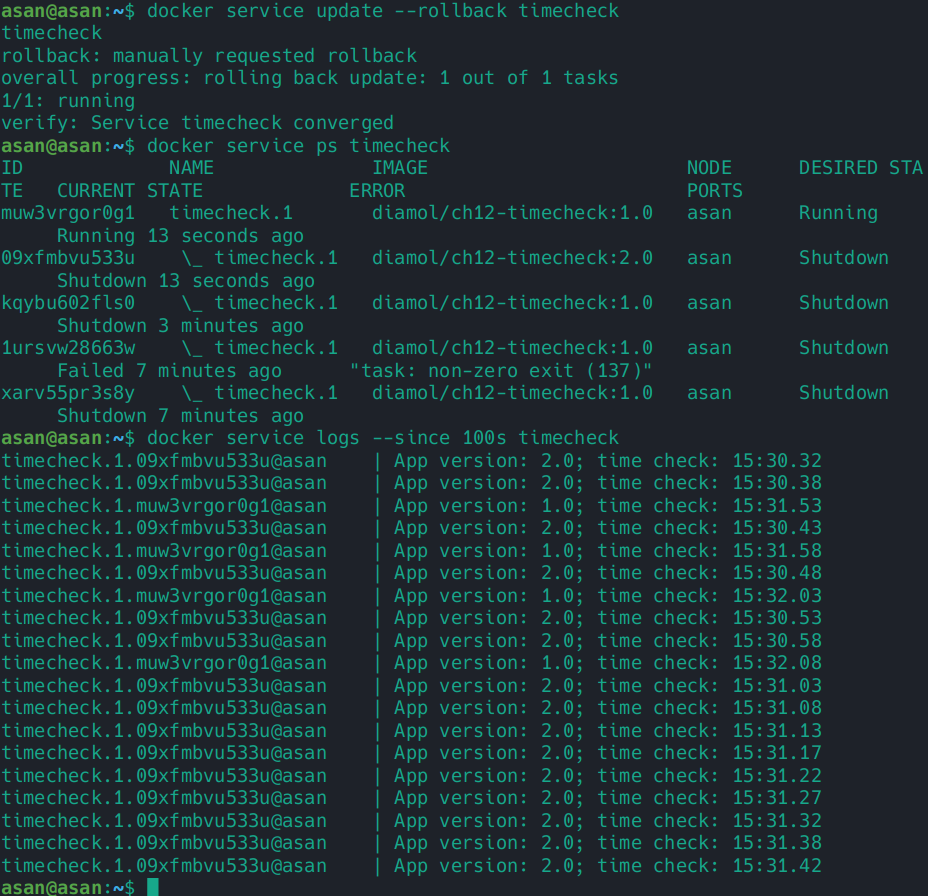 asan@asan:~$ docker service update --rollback timecheck
timecheck
rollback: manually requested rollback
overall progress: rolling back update: 1 out of 1 tasks
1/1: running
verify: Service timecheck converged
asan@asan:~$ docker service ps timecheck
ID             NAME              IMAGE                       NODE      DESIRED STA
TE   CURRENT STATE             ERROR                         PORTS
muw3vrgor0g1   timecheck.1       diamol/ch12-timecheck:1.0   asan      Running
     Running 13 seconds ago
09xfmbvu533u    \_ timecheck.1   diamol/ch12-timecheck:2.0   asan      Shutdown
     Shutdown 13 seconds ago
kqybu602fls0    \_ timecheck.1   diamol/ch12-timecheck:1.0   asan      Shutdown
     Shutdown 3 minutes ago
1ursvw28663w    \_ timecheck.1   diamol/ch12-timecheck:1.0   asan      Shutdown
     Failed 7 minutes ago      "task: non-zero exit (137)"
xarv55pr3s8y    \_ timecheck.1   diamol/ch12-timecheck:1.0   asan      Shutdown
     Shutdown 7 minutes ago
asan@asan:~$ docker service logs --since 100s timecheck
timecheck.1.09xfmbvu533u@asan    | App version: 2.0; time check: 15:30.32
timecheck.1.09xfmbvu533u@asan    | App version: 2.0; time check: 15:30.38
timecheck.1.muw3vrgor0g1@asan    | App version: 1.0; time check: 15:31.53
timecheck.1.09xfmbvu533u@asan    | App version: 2.0; time check: 15:30.43
timecheck.1.muw3vrgor0g1@asan    | App version: 1.0; time check: 15:31.58
timecheck.1.09xfmbvu533u@asan    | App version: 2.0; time check: 15:30.48
timecheck.1.muw3vrgor0g1@asan    | App version: 1.0; time check: 15:32.03
timecheck.1.09xfmbvu533u@asan    | App version: 2.0; time check: 15:30.53
timecheck.1.09xfmbvu533u@asan    | App version: 2.0; time check: 15:30.58
timecheck.1.muw3vrgor0g1@asan    | App version: 1.0; time check: 15:32.08
timecheck.1.09xfmbvu533u@asan    | App version: 2.0; time check: 15:31.03
timecheck.1.09xfmbvu533u@asan    | App version: 2.0; time check: 15:31.08
timecheck.1.09xfmbvu533u@asan    | App version: 2.0; time check: 15:31.13
timecheck.1.09xfmbvu533u@asan    | App version: 2.0; time check: 15:31.17
timecheck.1.09xfmbvu533u@asan    | App version: 2.0; time check: 15:31.22
timecheck.1.09xfmbvu533u@asan    | App version: 2.0; time check: 15:31.27
timecheck.1.09xfmbvu533u@asan    | App version: 2.0; time check: 15:31.32
timecheck.1.09xfmbvu533u@asan    | App version: 2.0; time check: 15:31.38
timecheck.1.09xfmbvu533u@asan    | App version: 2.0; time check: 15:31.42
asan@asan:~$